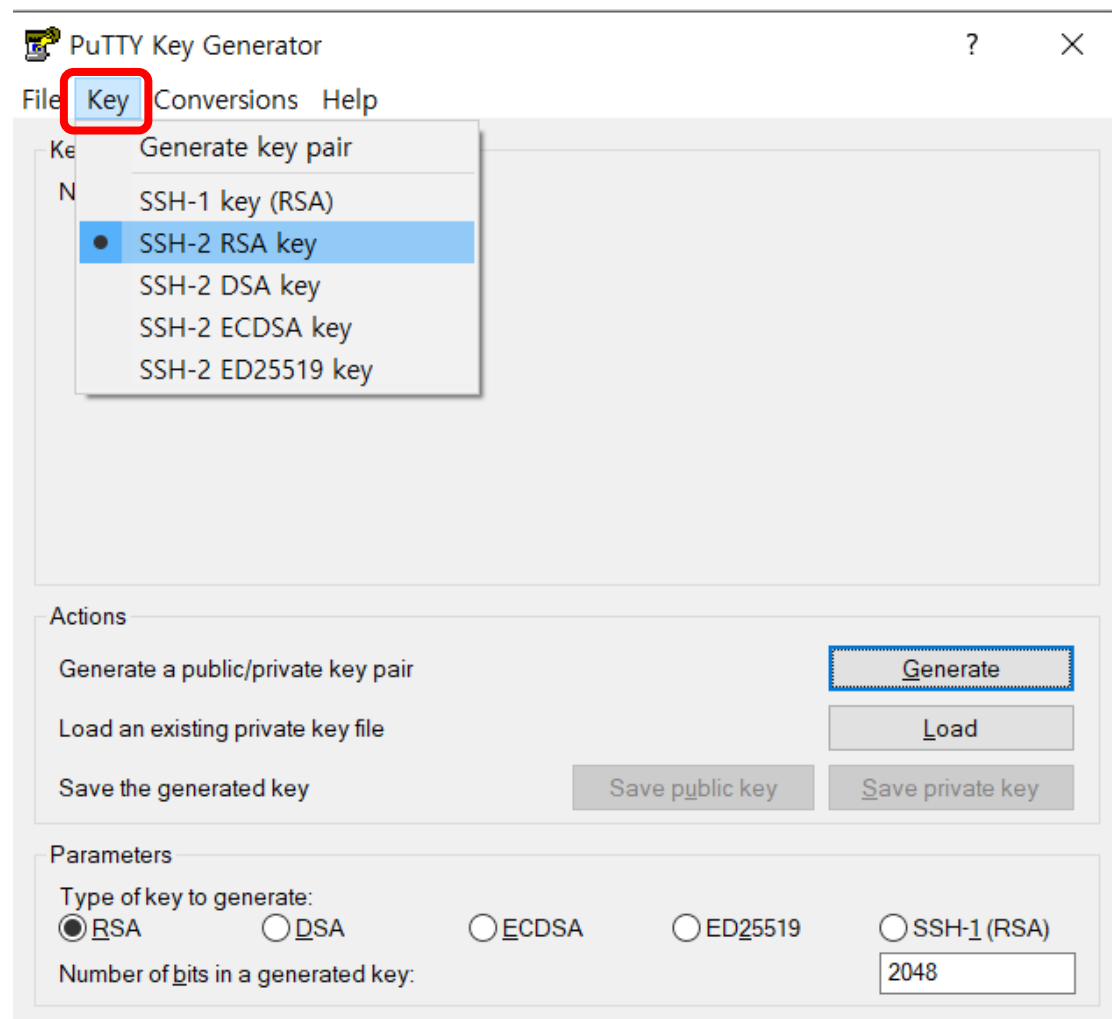 PuTTY Key Generator
File Key Conversions Help
Ke
Generate key pair
N
SSH-1 key (RSA)
SSH-2 RSA key
SSH-2 DSA key
SSH-2 ECDSA key
SSH-2 ED25519 key
Actions
Generate a public/private key pair Generate
Load an existing private key file Load
Save the generated key Save public key Save private key
Parameters
Type of key to generate:
RSA DSA ECDSA ED25519 SSH-1 (RSA)
Number of bits in a generated key: 2048